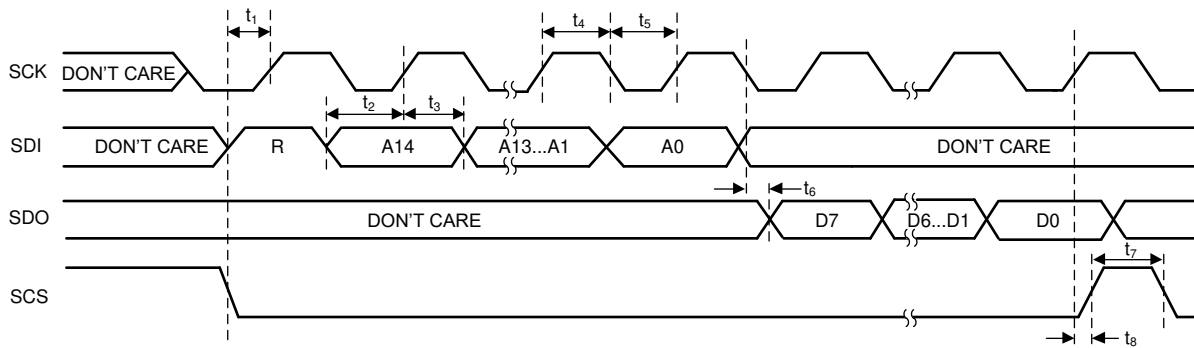 t1 t4 t5
SCK DON'T CARE
t2 t3
SDI DON'T CARE R A14 A13...A1 A0 DON'T CARE
t6
SDO DON'T CARE D7 D6...D1 D0
t7
SCS
t8